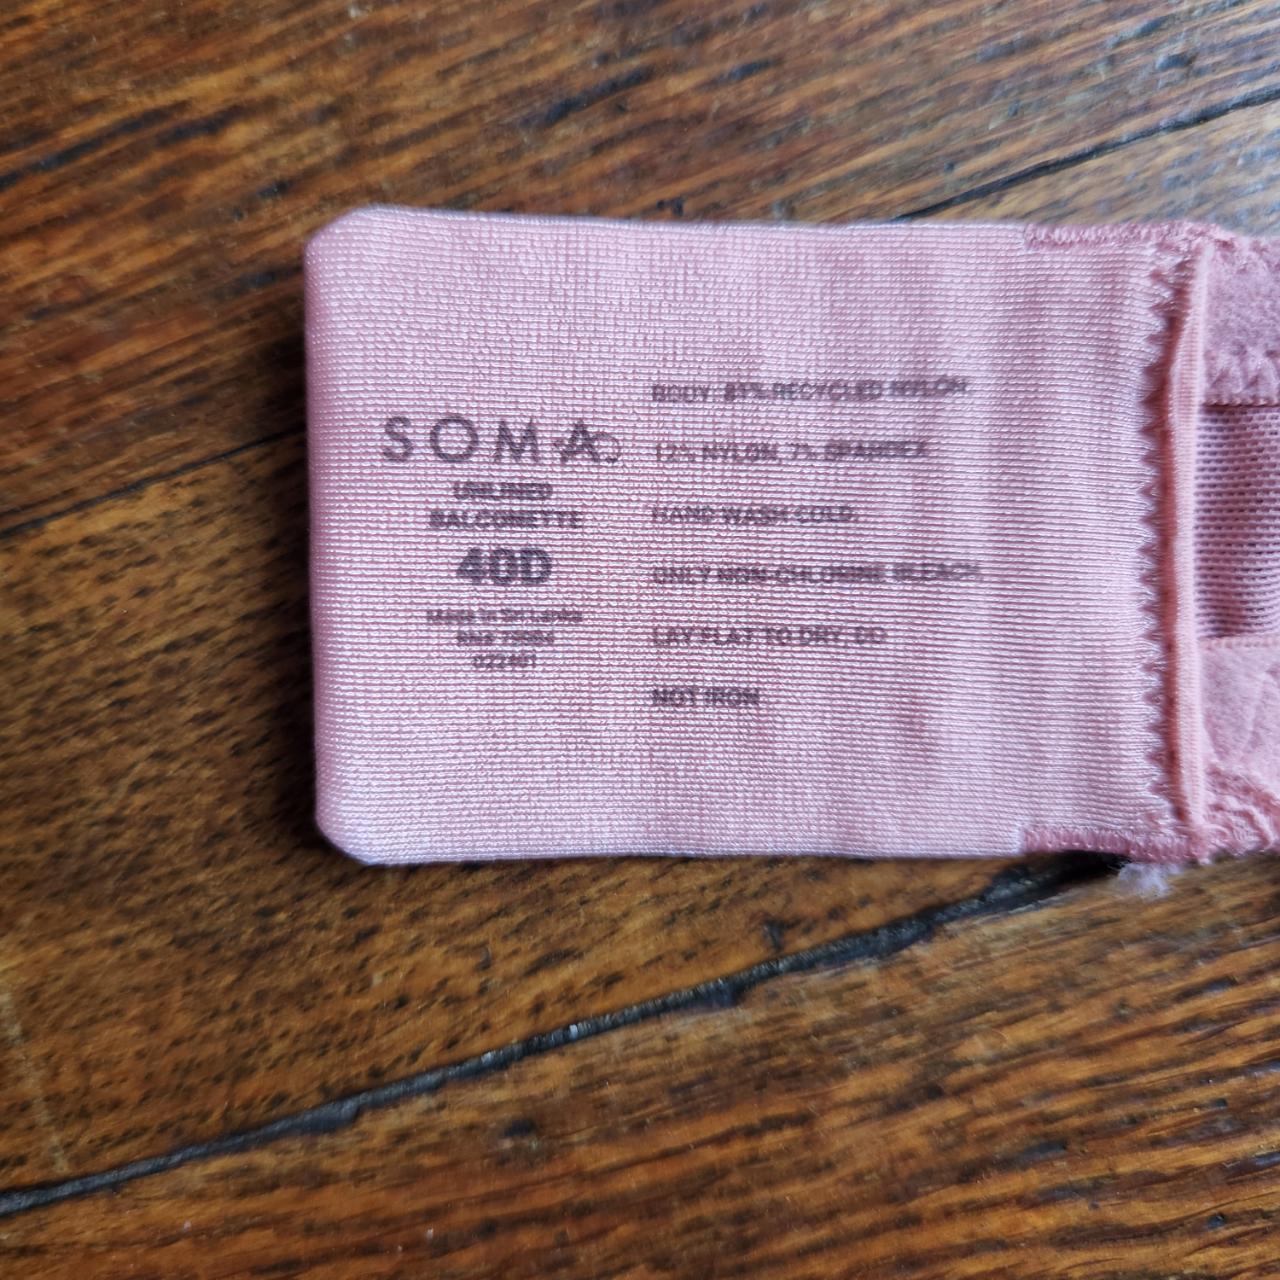 SOMA
UNLINED
BALCONETTE
40D
Made in Sri Lanka
022401
BODY: 81% RECYCLED NYLON,
12% NYLON, 7% SPANDEX
HAND WASH COLD.
ONLY NON-CHLORINE BLEACH.
LAY FLAT TO DRY. DO
NOT IRON